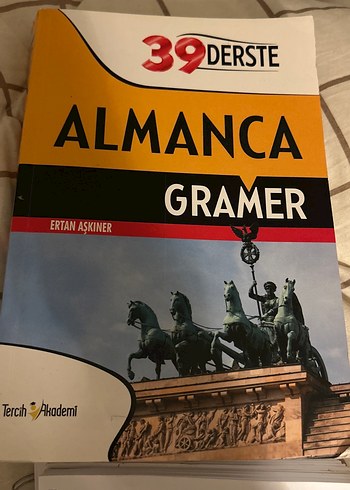 39 DERSTE
ALMANCA
GRAMER
ERTAN AŞKINER
Tercih Akademi